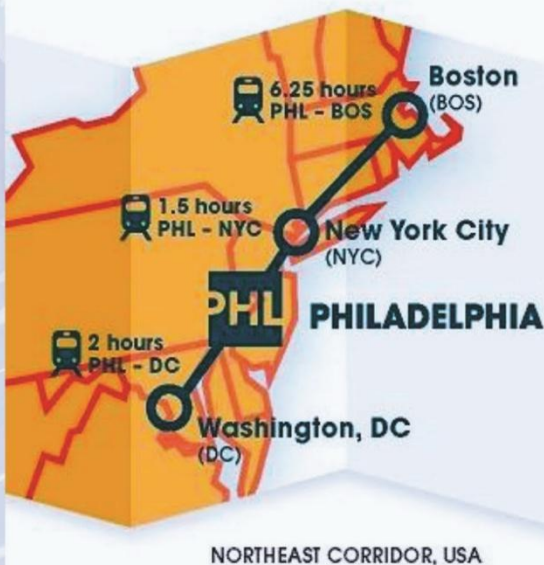 Boston
(BOS)
6.25 hours
PHL - BOS
1.5 hours
PHL - NYC
New York City
(NYC)
PHL
PHILADELPHIA
2 hours
PHL - DC
Washington, DC
(DC)
NORTHEAST CORRIDOR, USA